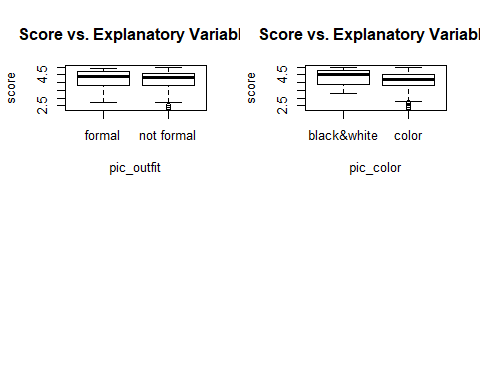 Score vs. Explanatory Variabl
score
4.5
2.5
formal not formal
pic_outfit
Score vs. Explanatory Variabl
score
4.5
2.5
black&white color
pic_color